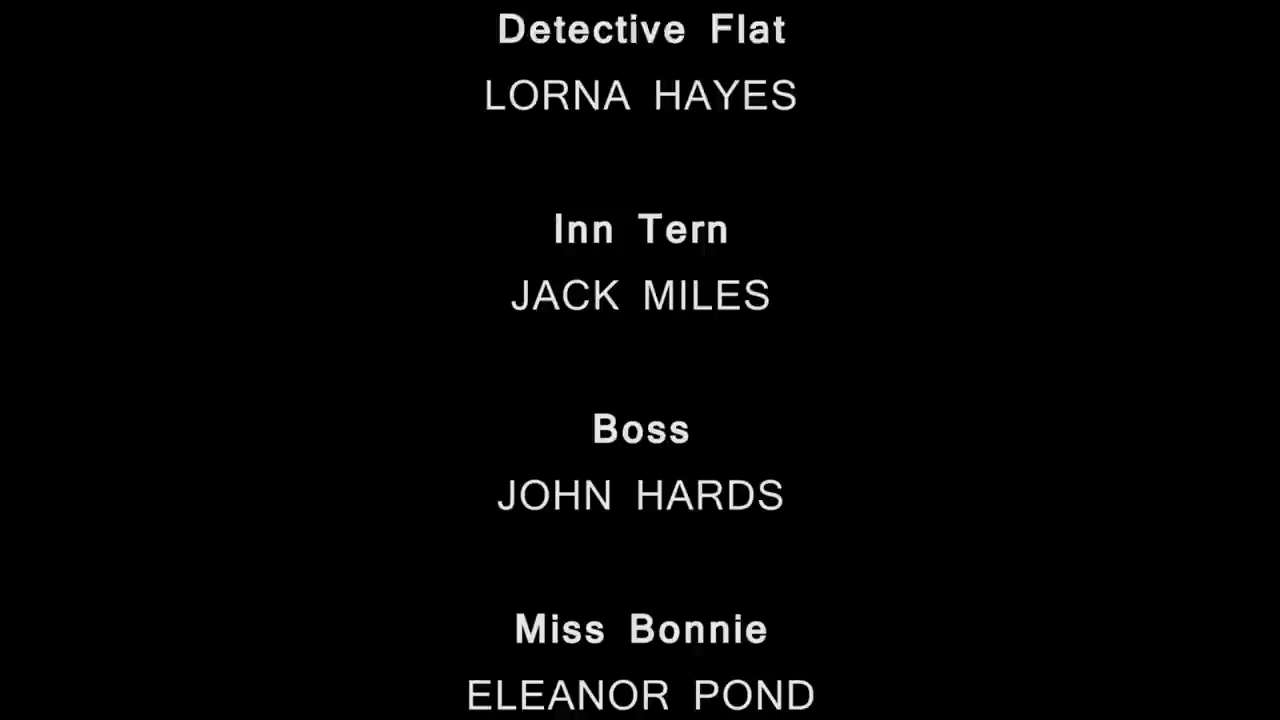 Detective Flat
LORNA HAYES
Inn Tern
JACK MILES
Boss
JOHN HARDS
Miss Bonnie
ELEANOR POND